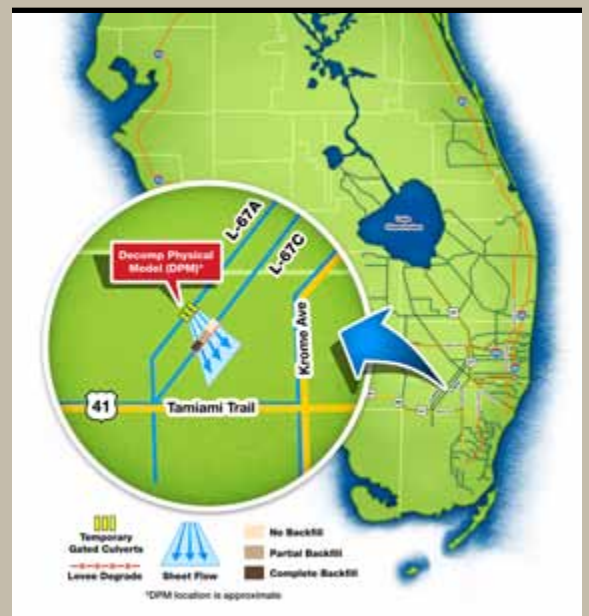 L-67A
L-67C
Decomp Physical
Model (DPM)*
Krome Ave
41
Tamiami Trail
Temporary
Gated Culverts
Levee Degrade
Sheet Flow
No Backfill
Partial Backfill
Complete Backfill
*DPM location is approximate